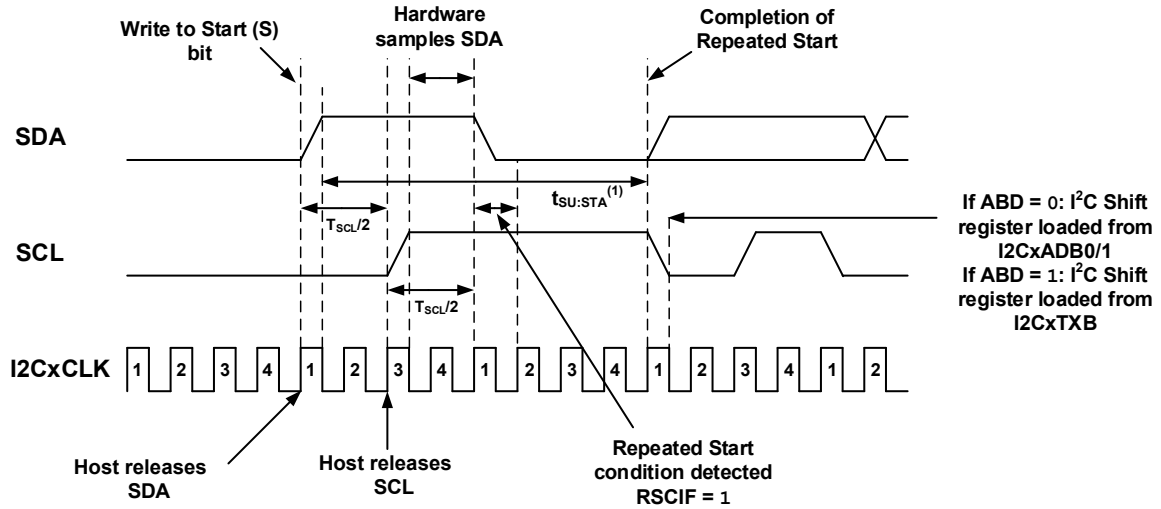 Write to Start (S)
bit
Hardware
samples SDA
Completion of
Repeated Start
SDA
tSU:STA(1)
TSCL/2
SCL
TSCL/2
If ABD = 0: I2C Shift
register loaded from
I2CxADB0/1
If ABD = 1: I2C Shift
register loaded from
I2CxTXB
I2CxCLK
1 2 3 4 1 2 3 4 1 2 3 4 1 2 3 4 1 2
Host releases
SDA
Host releases
SCL
Repeated Start
condition detected
RSCIF = 1